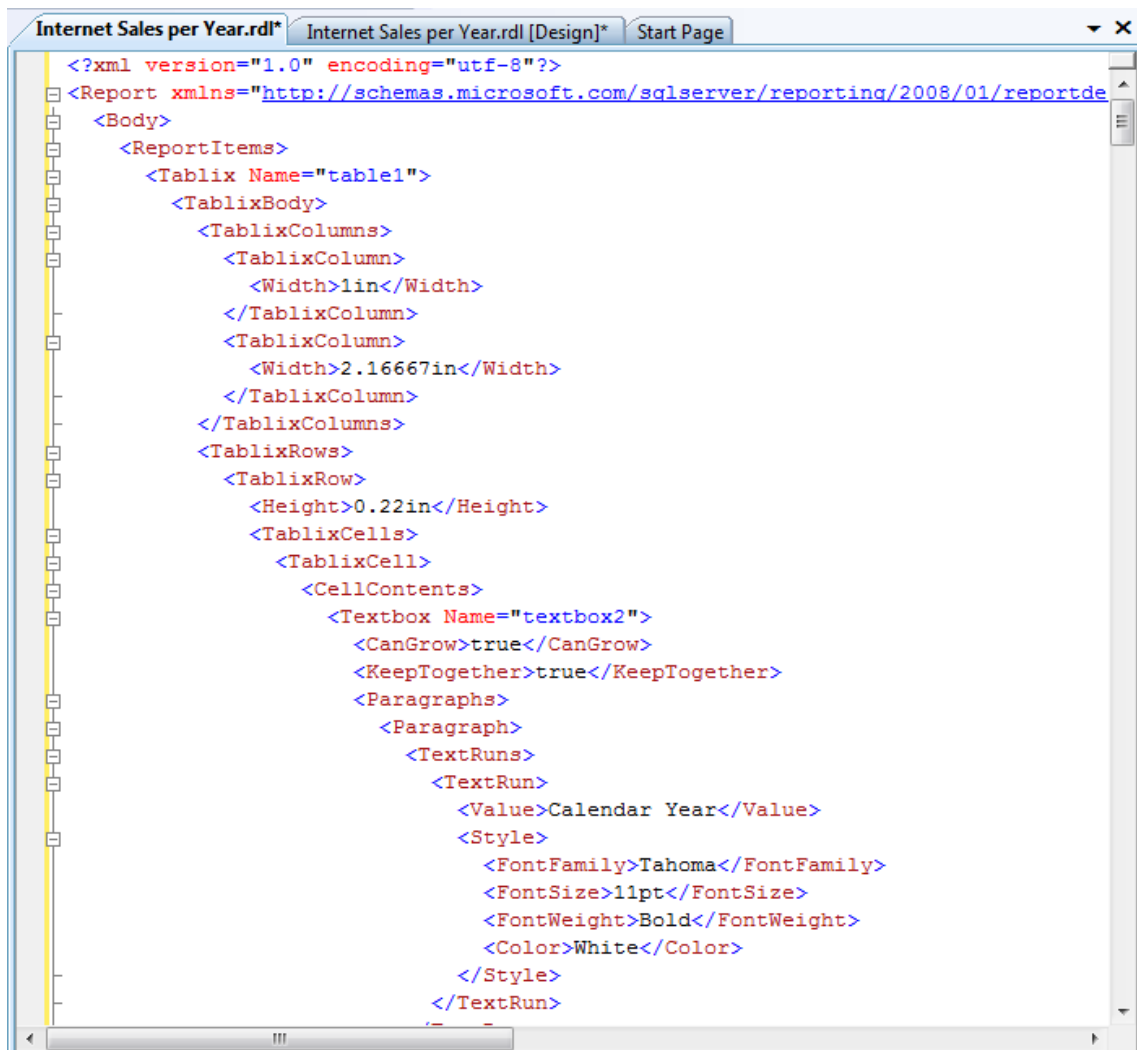 Internet Sales per Year.rdl* Internet Sales per Year.rdl [Design]* Start Page
<?xml version="1.0" encoding="utf-8"?>
<Report xmlns="http://schemas.microsoft.com/sqlserver/reporting/2008/01/reportde
<Body>
<ReportItems>
<Tablix Name="table1">
<TablixBody>
<TablixColumns>
<TablixColumn>
<Width>1in</Width>
</TablixColumn>
<TablixColumn>
<Width>2.16667in</Width>
</TablixColumn>
</TablixColumns>
<TablixRows>
<TablixRow>
<Height>0.22in</Height>
<TablixCells>
<TablixCell>
<CellContents>
<Textbox Name="textbox2">
<CanGrow>true</CanGrow>
<KeepTogether>true</KeepTogether>
<Paragraphs>
<Paragraph>
<TextRuns>
<TextRun>
<Value>Calendar Year</Value>
<Style>
<FontFamily>Tahoma</FontFamily>
<FontSize>11pt</FontSize>
<FontWeight>Bold</FontWeight>
<Color>White</Color>
</Style>
</TextRun>